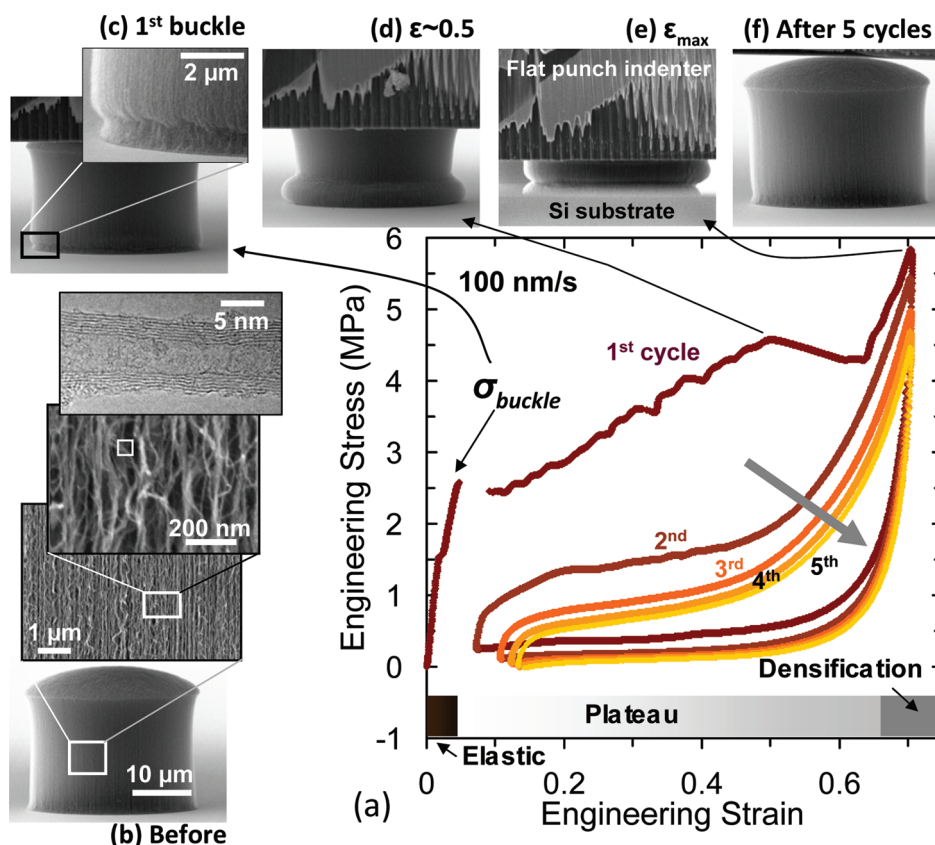 (c) 1st buckle
(d) ε~0.5
(e) εmax
(f) After 5 cycles
2 μm
Flat punch indenter
Si substrate
5 nm
200 nm
1 μm
10 μm
(b) Before
100 nm/s
1st cycle
σbuckle
2nd
3rd
4th
5th
Densification
Plateau
Elastic
(a)
Engineering Stress (MPa)
6
5
4
3
2
1
0
-1
0
0.2
0.4
0.6
Engineering Strain